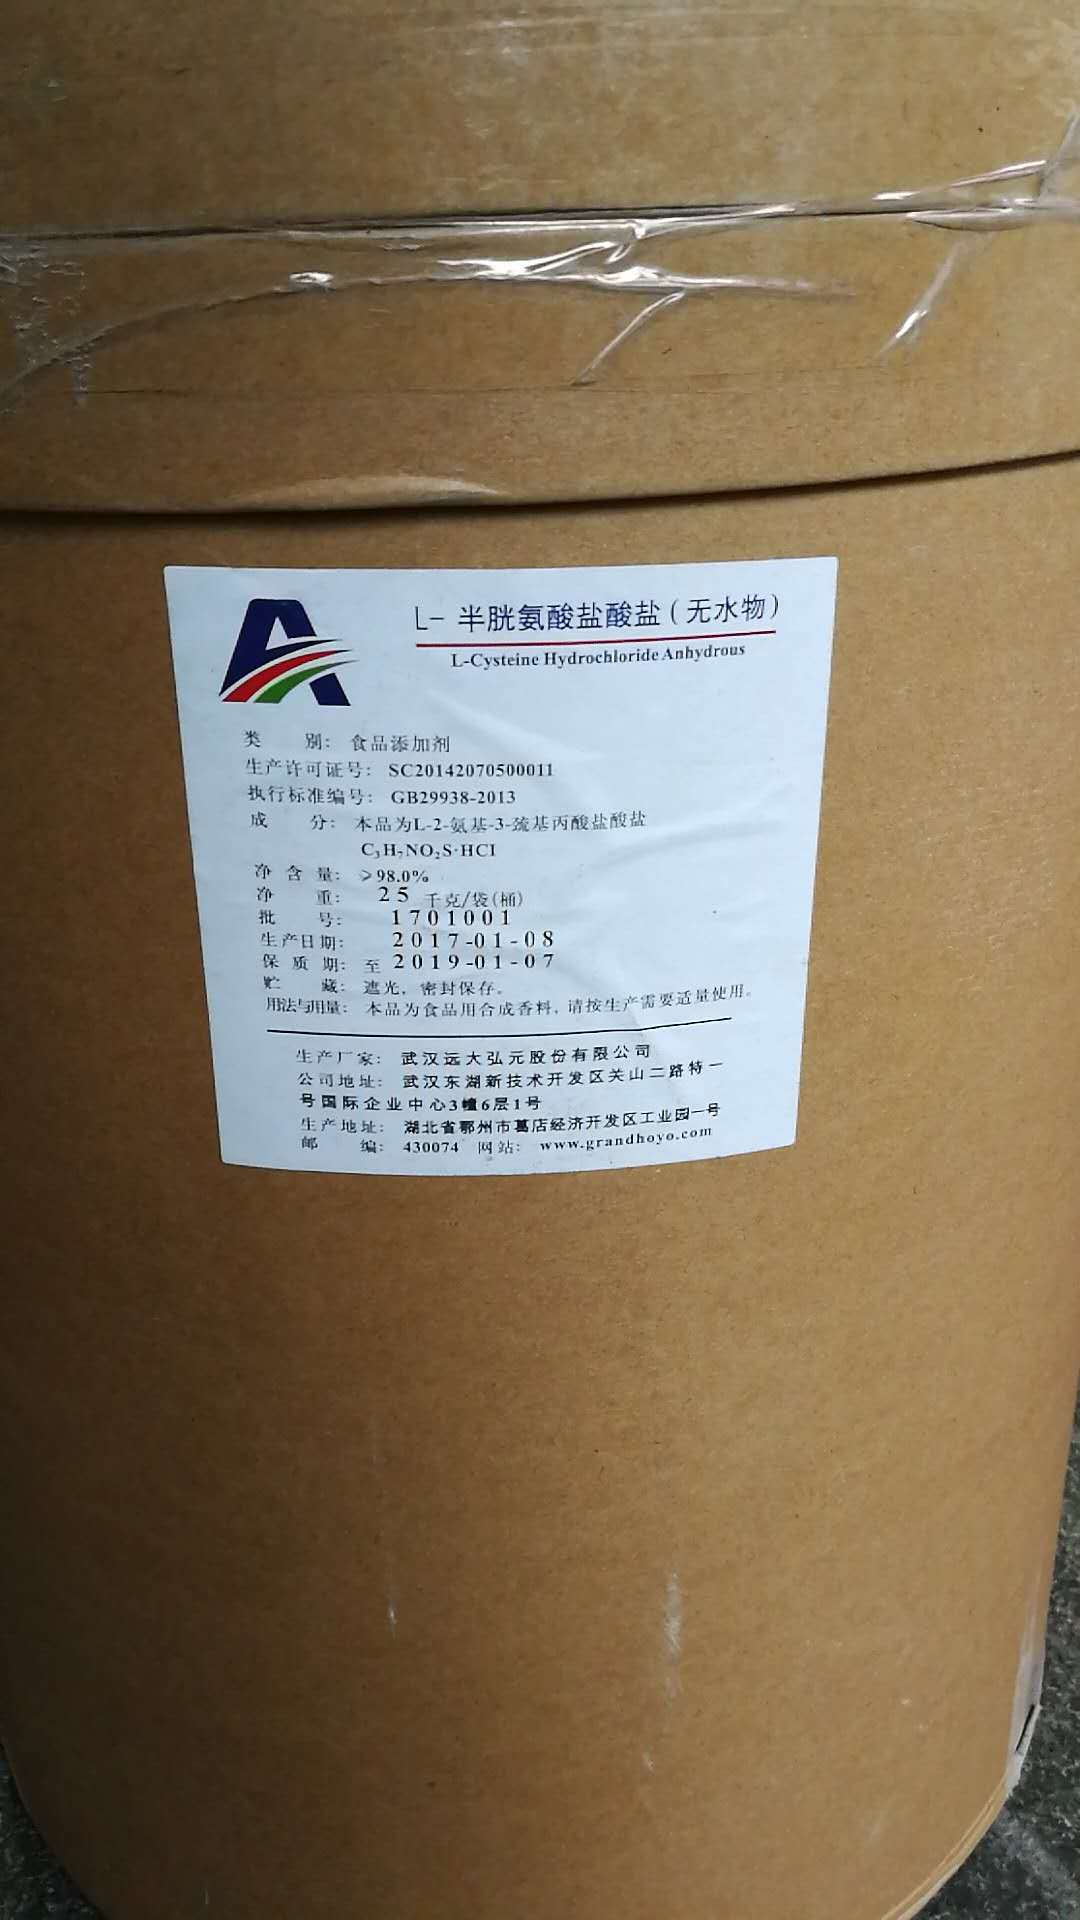 L-半胱氨酸盐酸盐(无水物)
L-Cysteine Hydrochloride Anhydrous
类 别: 食品添加剂
生产许可证号: SC20142070500011
执行标准编号: GB29938-2013
成 分: 本品为L-2-氨基-3-巯基丙酸盐酸盐
C₃H₇NO₂S·HCl
净 含 量: ≥98.0%
净 重: 25 千克/袋(桶)
批 号: 1701001
生产日期: 2017-01-08
保 质 期: 至 2019-01-07
贮 藏: 遮光，密封保存。
用法与用量: 本品为食品用合成香料，请按生产需要适量使用。
生产厂家: 武汉远大弘元股份有限公司
公司地址: 武汉东湖新技术开发区关山二路特一
号国际企业中心3幢6层1号
生产地址: 湖北省鄂州市葛店经济开发区工业园一号
邮 编: 430074 网站: www.grandhoyo.com